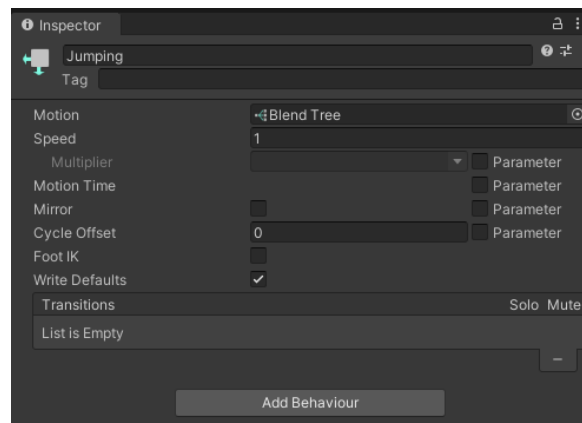 Inspector
Jumping
Tag
Motion Blend Tree
Speed 1
Multiplier Parameter
Motion Time Parameter
Mirror Parameter
Cycle Offset 0 Parameter
Foot IK
Write Defaults
Transitions Solo Mute
List is Empty
Add Behaviour